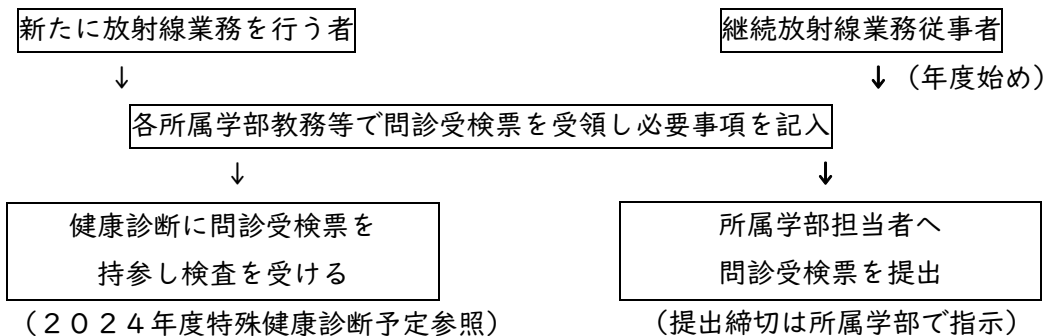 新たに放射線業務を行う者 継続放射線業務従事者
↓ ↓(年度始め)
各所属学部教務等で問診受検票を受領し必要事項を記入
↓ ↓
健康診断に問診受検票を 所属学部担当者へ
持参し検査を受ける 問診受検票を提出
(2024年度特殊健康診断予定参照) (提出締切は所属学部で指示)